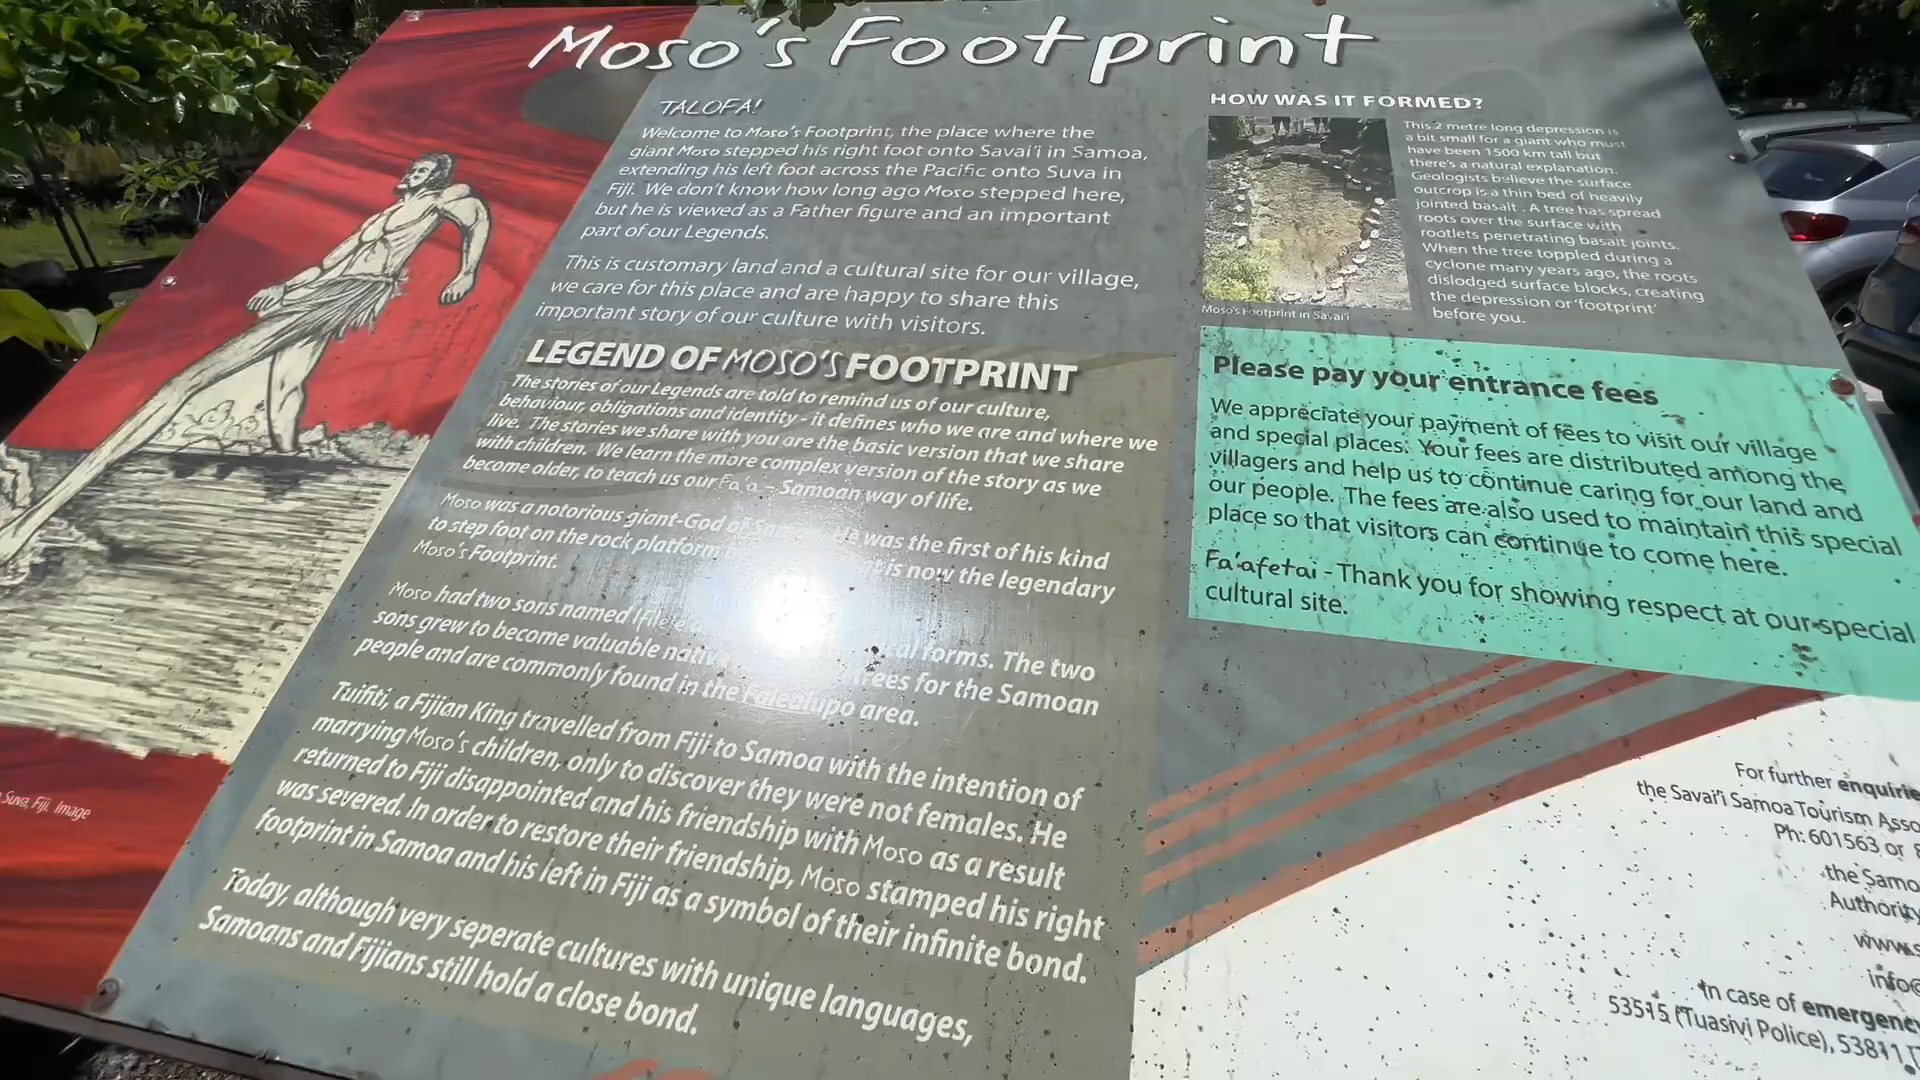 Moso's Footprint
TALOFA!
Welcome to Moso's Footprint, the place where the
giant Moso stepped his right foot onto Savai'i in Samoa,
extending his left foot across the Pacific onto Suva in
Fiji. We don't know how long ago Moso stepped here,
but he is viewed as a Father figure and an important
part of our Legends.
This is customary land and a cultural site for our village,
we care for this place and are happy to share this
important story of our culture with visitors.
LEGEND OF MOSO'S FOOTPRINT
The stories of our Legends are told to remind us of our culture,
behaviour, obligations and identity - it defines who we are and where we
live. The stories we share with you are the basic version that we share
with children. We learn the more complex version of the story as we
become older, to teach us our Fa'a - Samoan way of life.
Moso was a notorious giant-God of He was the first of his kind
to step foot on the rock platform is now the legendary
Moso's Footprint.
Moso had two sons named forms. The two
sons grew to become valuable trees for the Samoan
people and are commonly found in the Falealupo area.
Tuifiti, a Fijian King travelled from Fiji to Samoa with the intention of
marrying Moso's children, only to discover they were not females. He
returned to Fiji disappointed and his friendship with Moso as a result
was severed. In order to restore their friendship, Moso stamped his right
footprint in Samoa and his left in Fiji as a symbol of their infinite bond.
Today, although very seperate cultures with unique languages,
Samoans and Fijians still hold a close bond.
HOW WAS IT FORMED?
This 2 metre long depression is
a bit small for a giant who must
have been 1500 km tall but
there's a natural explanation.
Geologists believe the surface
outcrop is a thin bed of heavily
jointed basalt . A tree has spread
roots over the surface with
rootlets penetrating basalt joints.
When the tree toppled during a
cyclone many years ago, the roots
dislodged surface blocks, creating
the depression or 'footprint'
before you.
Moso's Footprint in Savai'i
Please pay your entrance fees
We appreciate your payment of fees to visit our village
and special places. Your fees are distributed among the
villagers and help us to continue caring for our land and
our people. The fees are also used to maintain this special
place so that visitors can continue to come here.
Fa'afetai - Thank you for showing respect at our special
cultural site.
Suva, Fiji. Image
For further
the Savai'i Samoa Tourism
Ph: 601563 or
the
Authority
In case of
53515 (Tuasivi Police), 53811